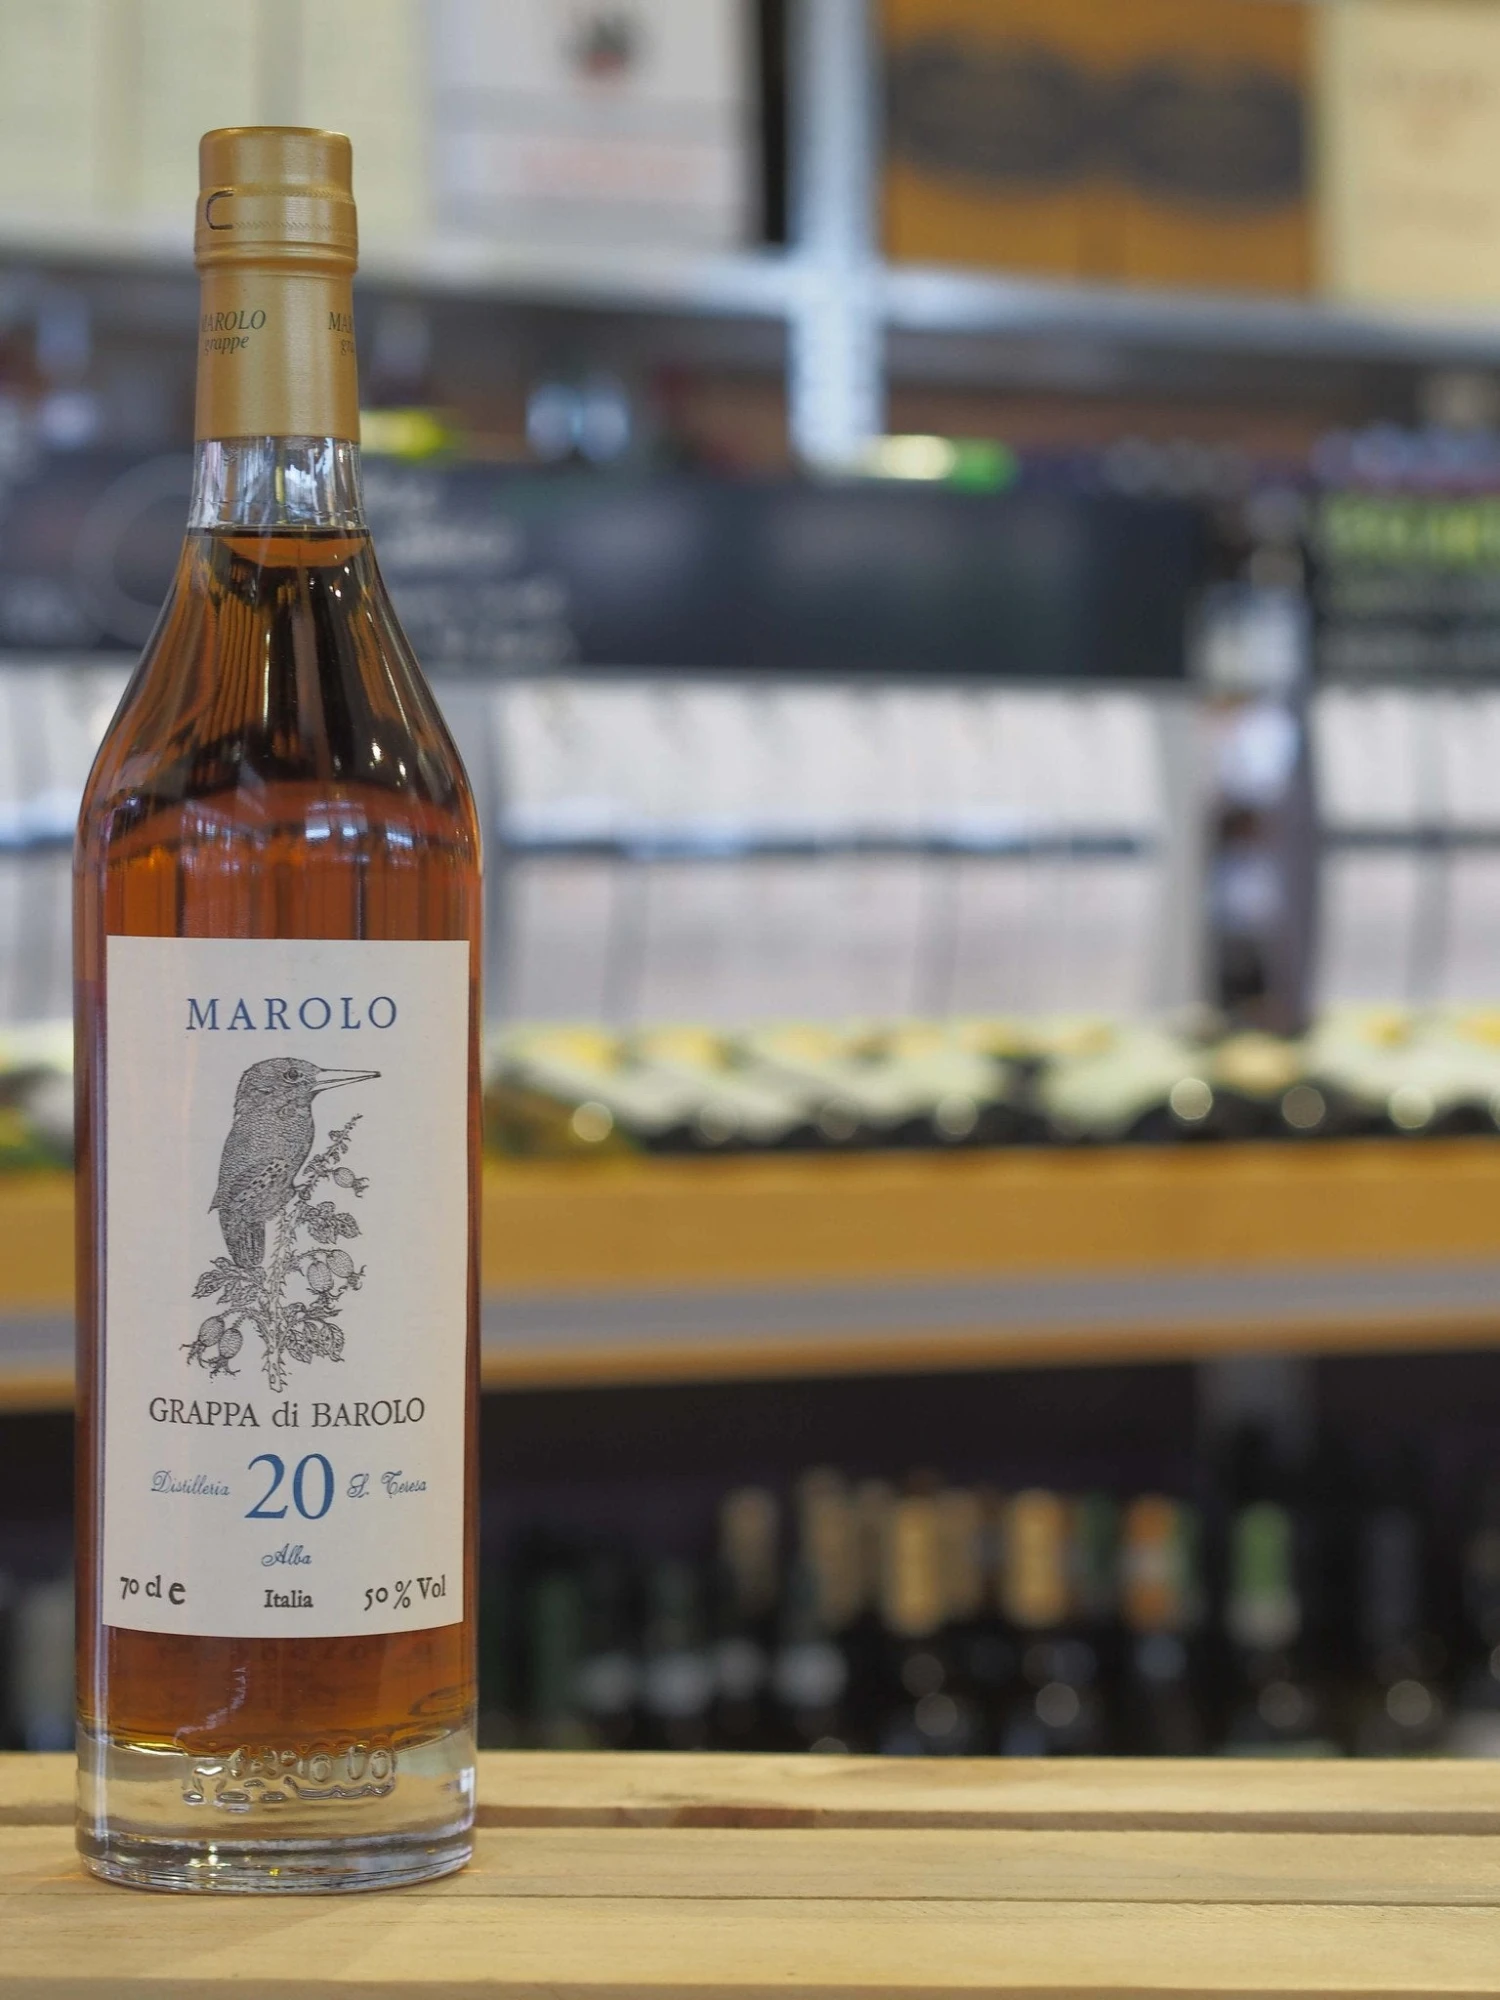 MAROLO
grappe
MAROLO
GRAPPA di BAROLO
Distilleria 20 S. Teresa
Alba
70 cl e Italia 50% Vol